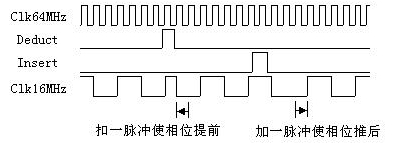 Clk64MHz
Deduct
Insert
Clk16MHz
扣一脉冲使相位提前 加一脉冲使相位推后